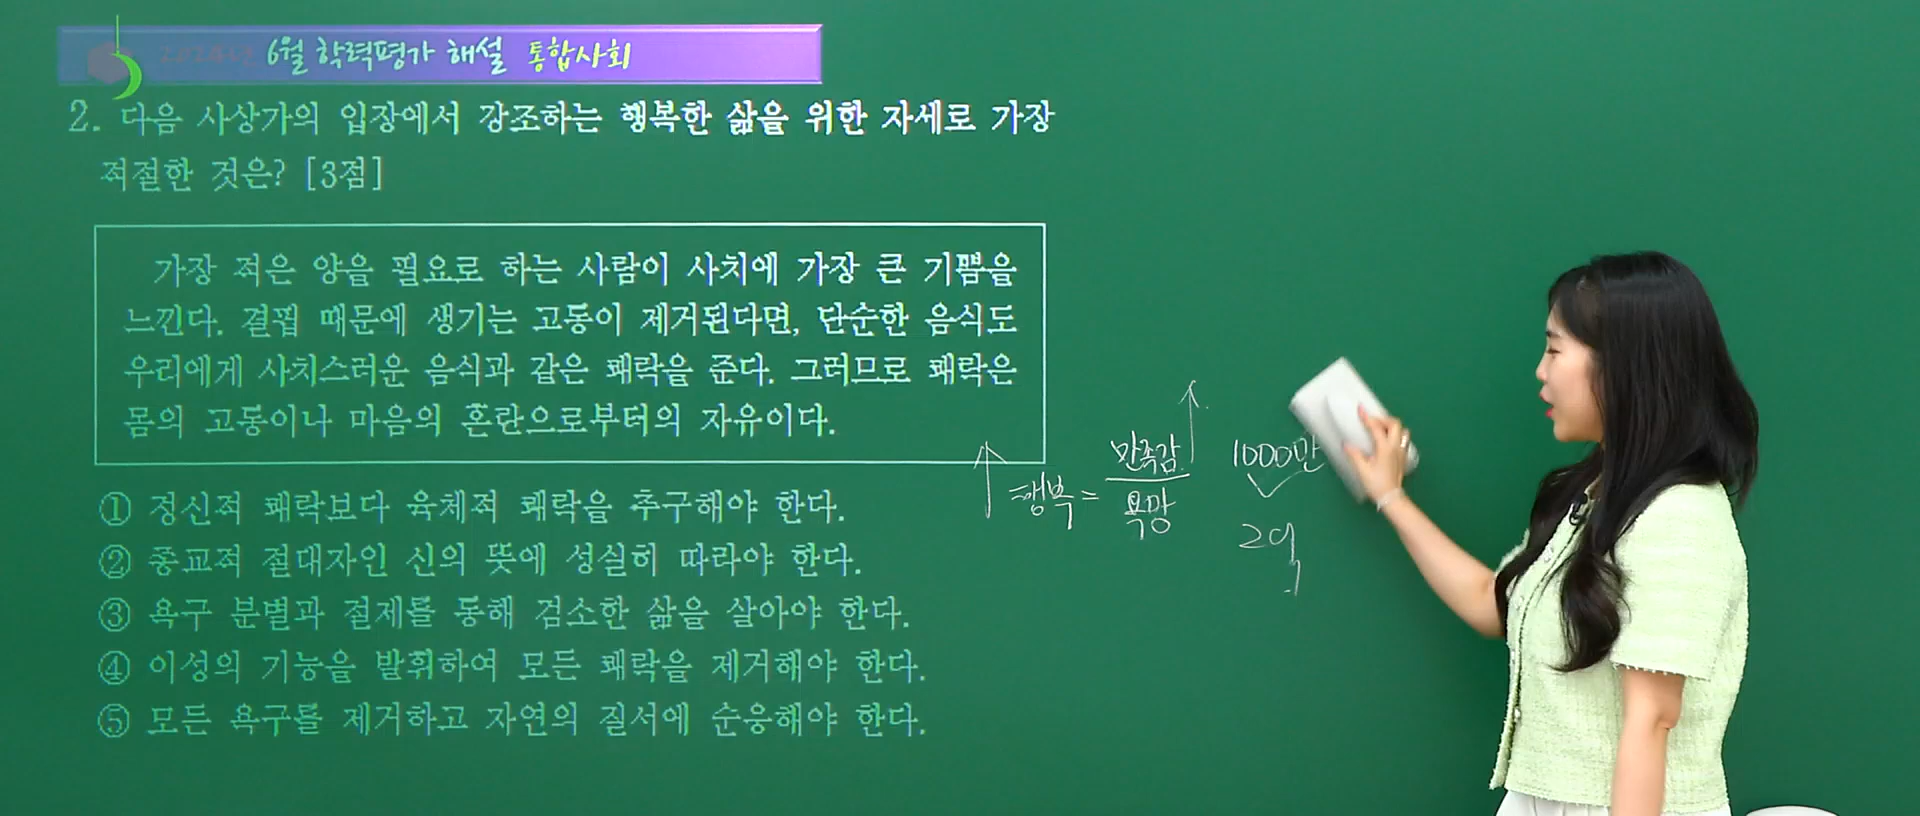 2024년 6월 학력평가 해설 통합사회
2. 다음 사상가의 입장에서 강조하는 행복한 삶을 위한 자세로 가장
적절한 것은? [3점]
가장 적은 양을 필요로 하는 사람이 사치에 가장 큰 기쁨을
느낀다. 결핍 때문에 생기는 고통이 제거된다면, 단순한 음식도
우리에게 사치스러운 음식과 같은 쾌락을 준다. 그러므로 쾌락은
몸의 고통이나 마음의 혼란으로부터의 자유이다.
① 정신적 쾌락보다 육체적 쾌락을 추구해야 한다.
② 종교적 절대자인 신의 뜻에 성실히 따라야 한다.
③ 욕구 분별과 절제를 통해 검소한 삶을 살아야 한다.
④ 이성의 기능을 발휘하여 모든 쾌락을 제거해야 한다.
⑤ 모든 욕구를 제거하고 자연의 질서에 순응해야 한다.
만족감
행복 =
욕망
1000만
2억